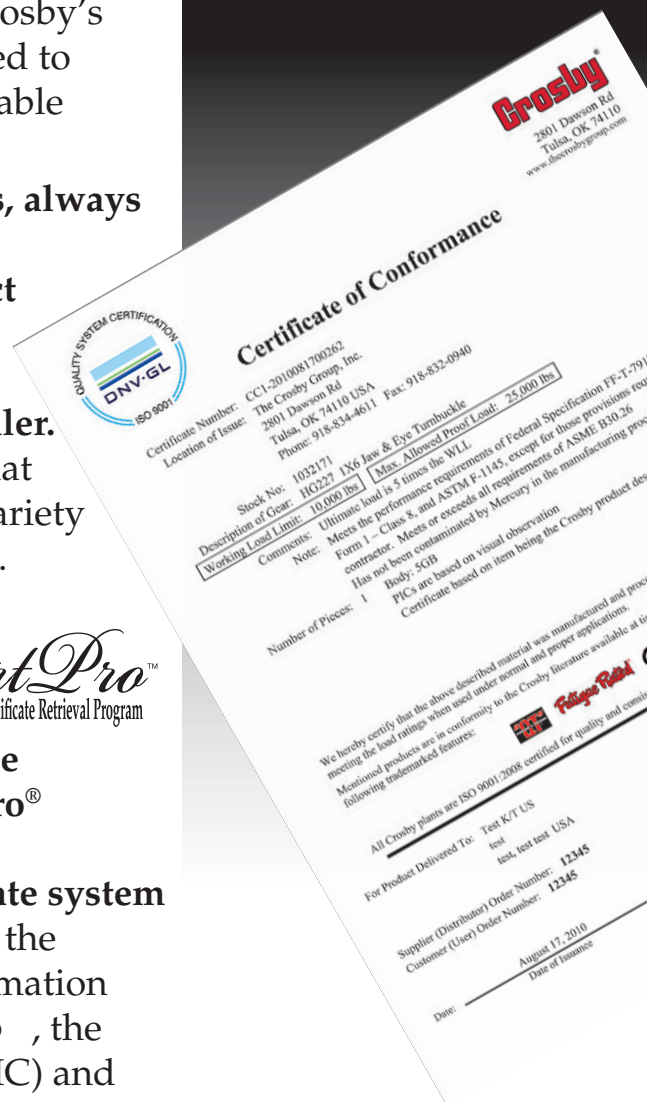 osby's
ed to
able
s, always
ct
ler.
at
ariety
.
rtPro™
rtificate Retrieval Program
e
ro®
te system
the
mation
, the
IC) and
Crosby®
2801 Dawson Rd
Tulsa, OK 74110
www.thecrosbygroup.com
QUALITY SYSTEM CERTIFICATION
DNV·GL
ISO 9001
Certificate of Conformance
Certificate Number: CC1-2010081700262
Location of Issue: The Crosby Group, Inc.
2801 Dawson Rd
Tulsa, OK 74110 USA
Phone: 918-834-4611 Fax: 918-832-0940
Stock No: 1032171
Description of Gear: HG227 1X6 Jaw & Eye Turnbuckle
Working Load Limit: 10,000 lbs Max. Allowed Proof Load: 25,000 lbs
Comments: Ultimate load is 5 times the WLL
Note: Meets the performance requirements of Federal Specification FF-T-791
Form 1 – Class 8, and ASTM F-1145, except for those provisions requ
contractor. Meets or exceeds all requirements of ASME B30.26
Has not been contaminated by Mercury in the manufacturing proc
Body: 5GB
Number of Pieces: 1 PICs are based on visual observation
Certificate based on item being the Crosby product des
We hereby certify that the above described material was manufactured and proce
meeting the load ratings when used under normal and proper applications.
Mentioned products are in conformity to the Crosby literature available at ti
following trademarked features:
"QT" Fatigue Rated
All Crosby plants are ISO 9001:2008 certified for quality and consis
For Product Delivered To: Test K/T US
test
test, test test USA
Supplier (Distributor) Order Number: 12345
Customer (User) Order Number: 12345
Date: August 17, 2010
Date of Issuance